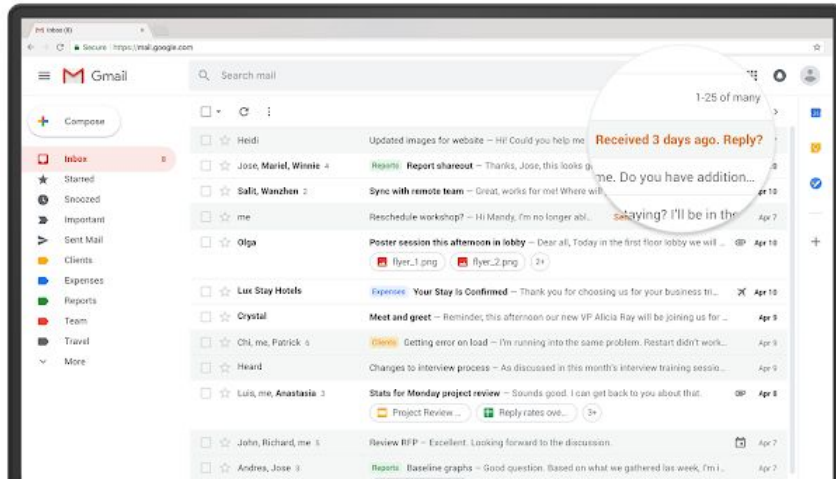 Inbox (8)
Secure https://mail.google.com
Gmail
Search mail
1-25 of many
Compose
Heidi Updated images for website – Hi! Could you help me Received 3 days ago. Reply?
Inbox 8
Jose, Mariel, Winnie 4 Reports Report shareout – Thanks, Jose, this looks g me. Do you have addition...
Starred
Salit, Wanzhen 2 Sync with remote team – Great, works for me! Where will staying? I'll be in the Apr 10
Snoozed
me Reschedule workshop? – Hi Mandy, I'm no longer abl... Apr 7
Important
Sent Mail
Olga Poster session this afternoon in lobby – Dear all, Today in the first floor lobby we will ... Apr 10
flyer_1.png flyer_2.png 2+
Clients
Expenses
Lux Stay Hotels Expenses Your Stay Is Confirmed – Thank you for choosing us for your business tri... Apr 10
Reports
Crystal Meet and greet – Reminder, this afternoon our new VP Alicia Ray will be joining us for ... Apr 9
Team
Travel
Chi, me, Patrick 6 Clients Getting error on load – I'm running into the same problem. Restart didn't work... Apr 9
More
Heard Changes to interview process – As discussed in this month's interview training sessio... Apr 9
Luis, me, Anastasia 3 Stats for Monday project review – Sounds good. I can get back to you about that. Apr 8
Project Review ... Reply rates ove... 3+
John, Richard, me 5 Review RFP – Excellent. Looking forward to the discussion. Apr 7
Andrea, Jose 3 Reports Baseline graphs – Good question. Based on what we gathered las week, I'm i... Apr 7